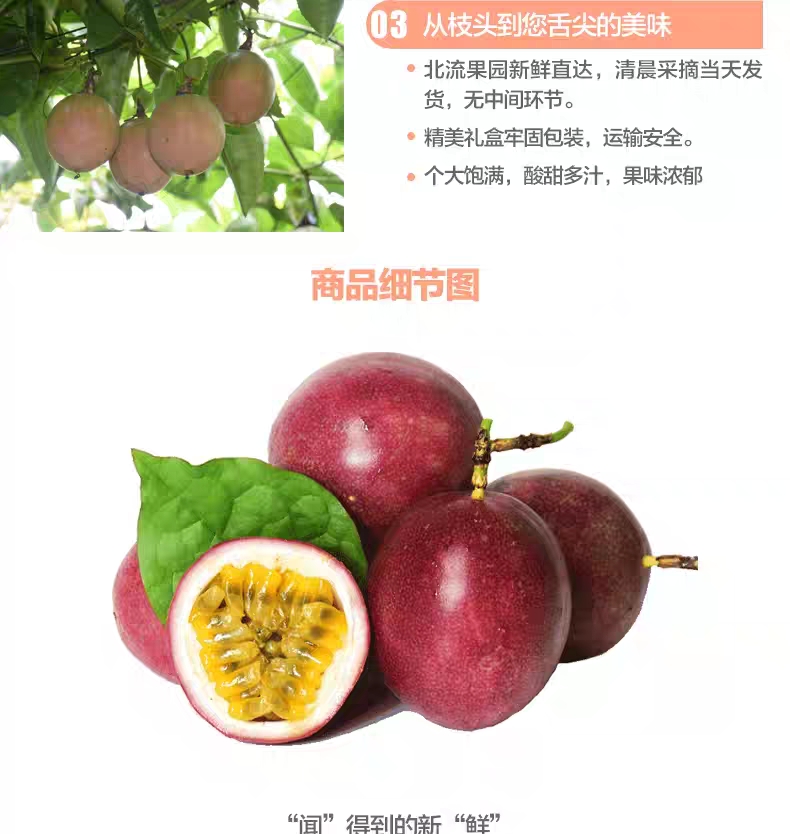 03 从枝头到您舌尖的美味
北流果园新鲜直达，清晨采摘当天发
货，无中间环节。
精美礼盒牢固包装，运输安全。
个大饱满，酸甜多汁，果味浓郁
商品细节图
“闻”得到的新“鲜”